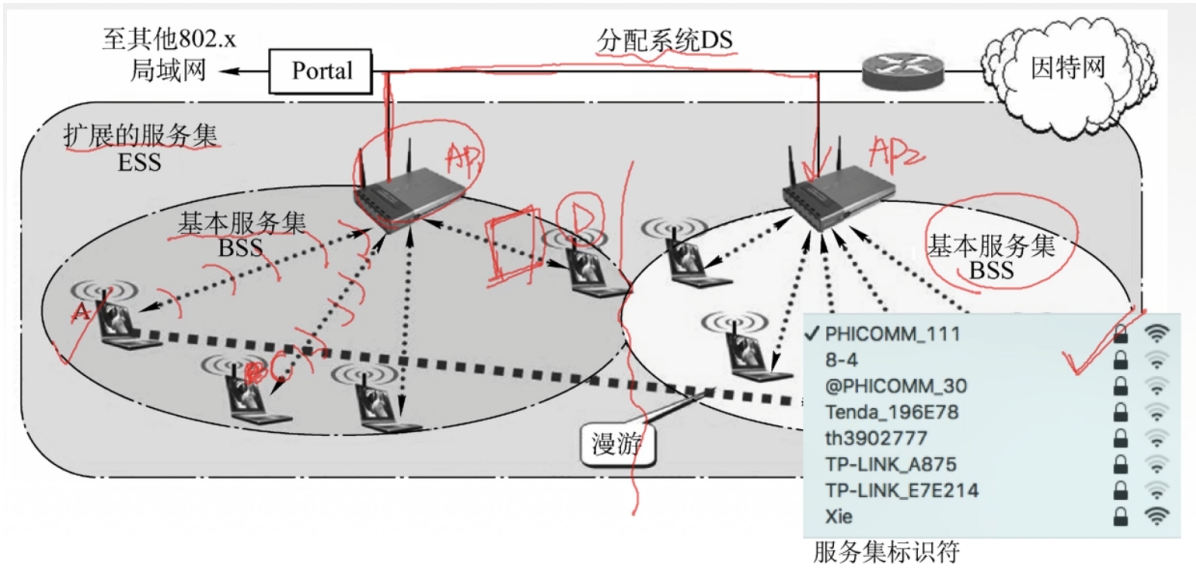 至其他802.x
局域网
Portal
分配系统DS
因特网
扩展的服务集
ESS
AP1
AP2
基本服务集
BSS
B
基本服务集
BSS
A
漫游
PHICOMM_111
8-4
@PHICOMM_30
Tenda_196E78
th3902777
TP-LINK_A875
TP-LINK_E7E214
Xie
服务集标识符